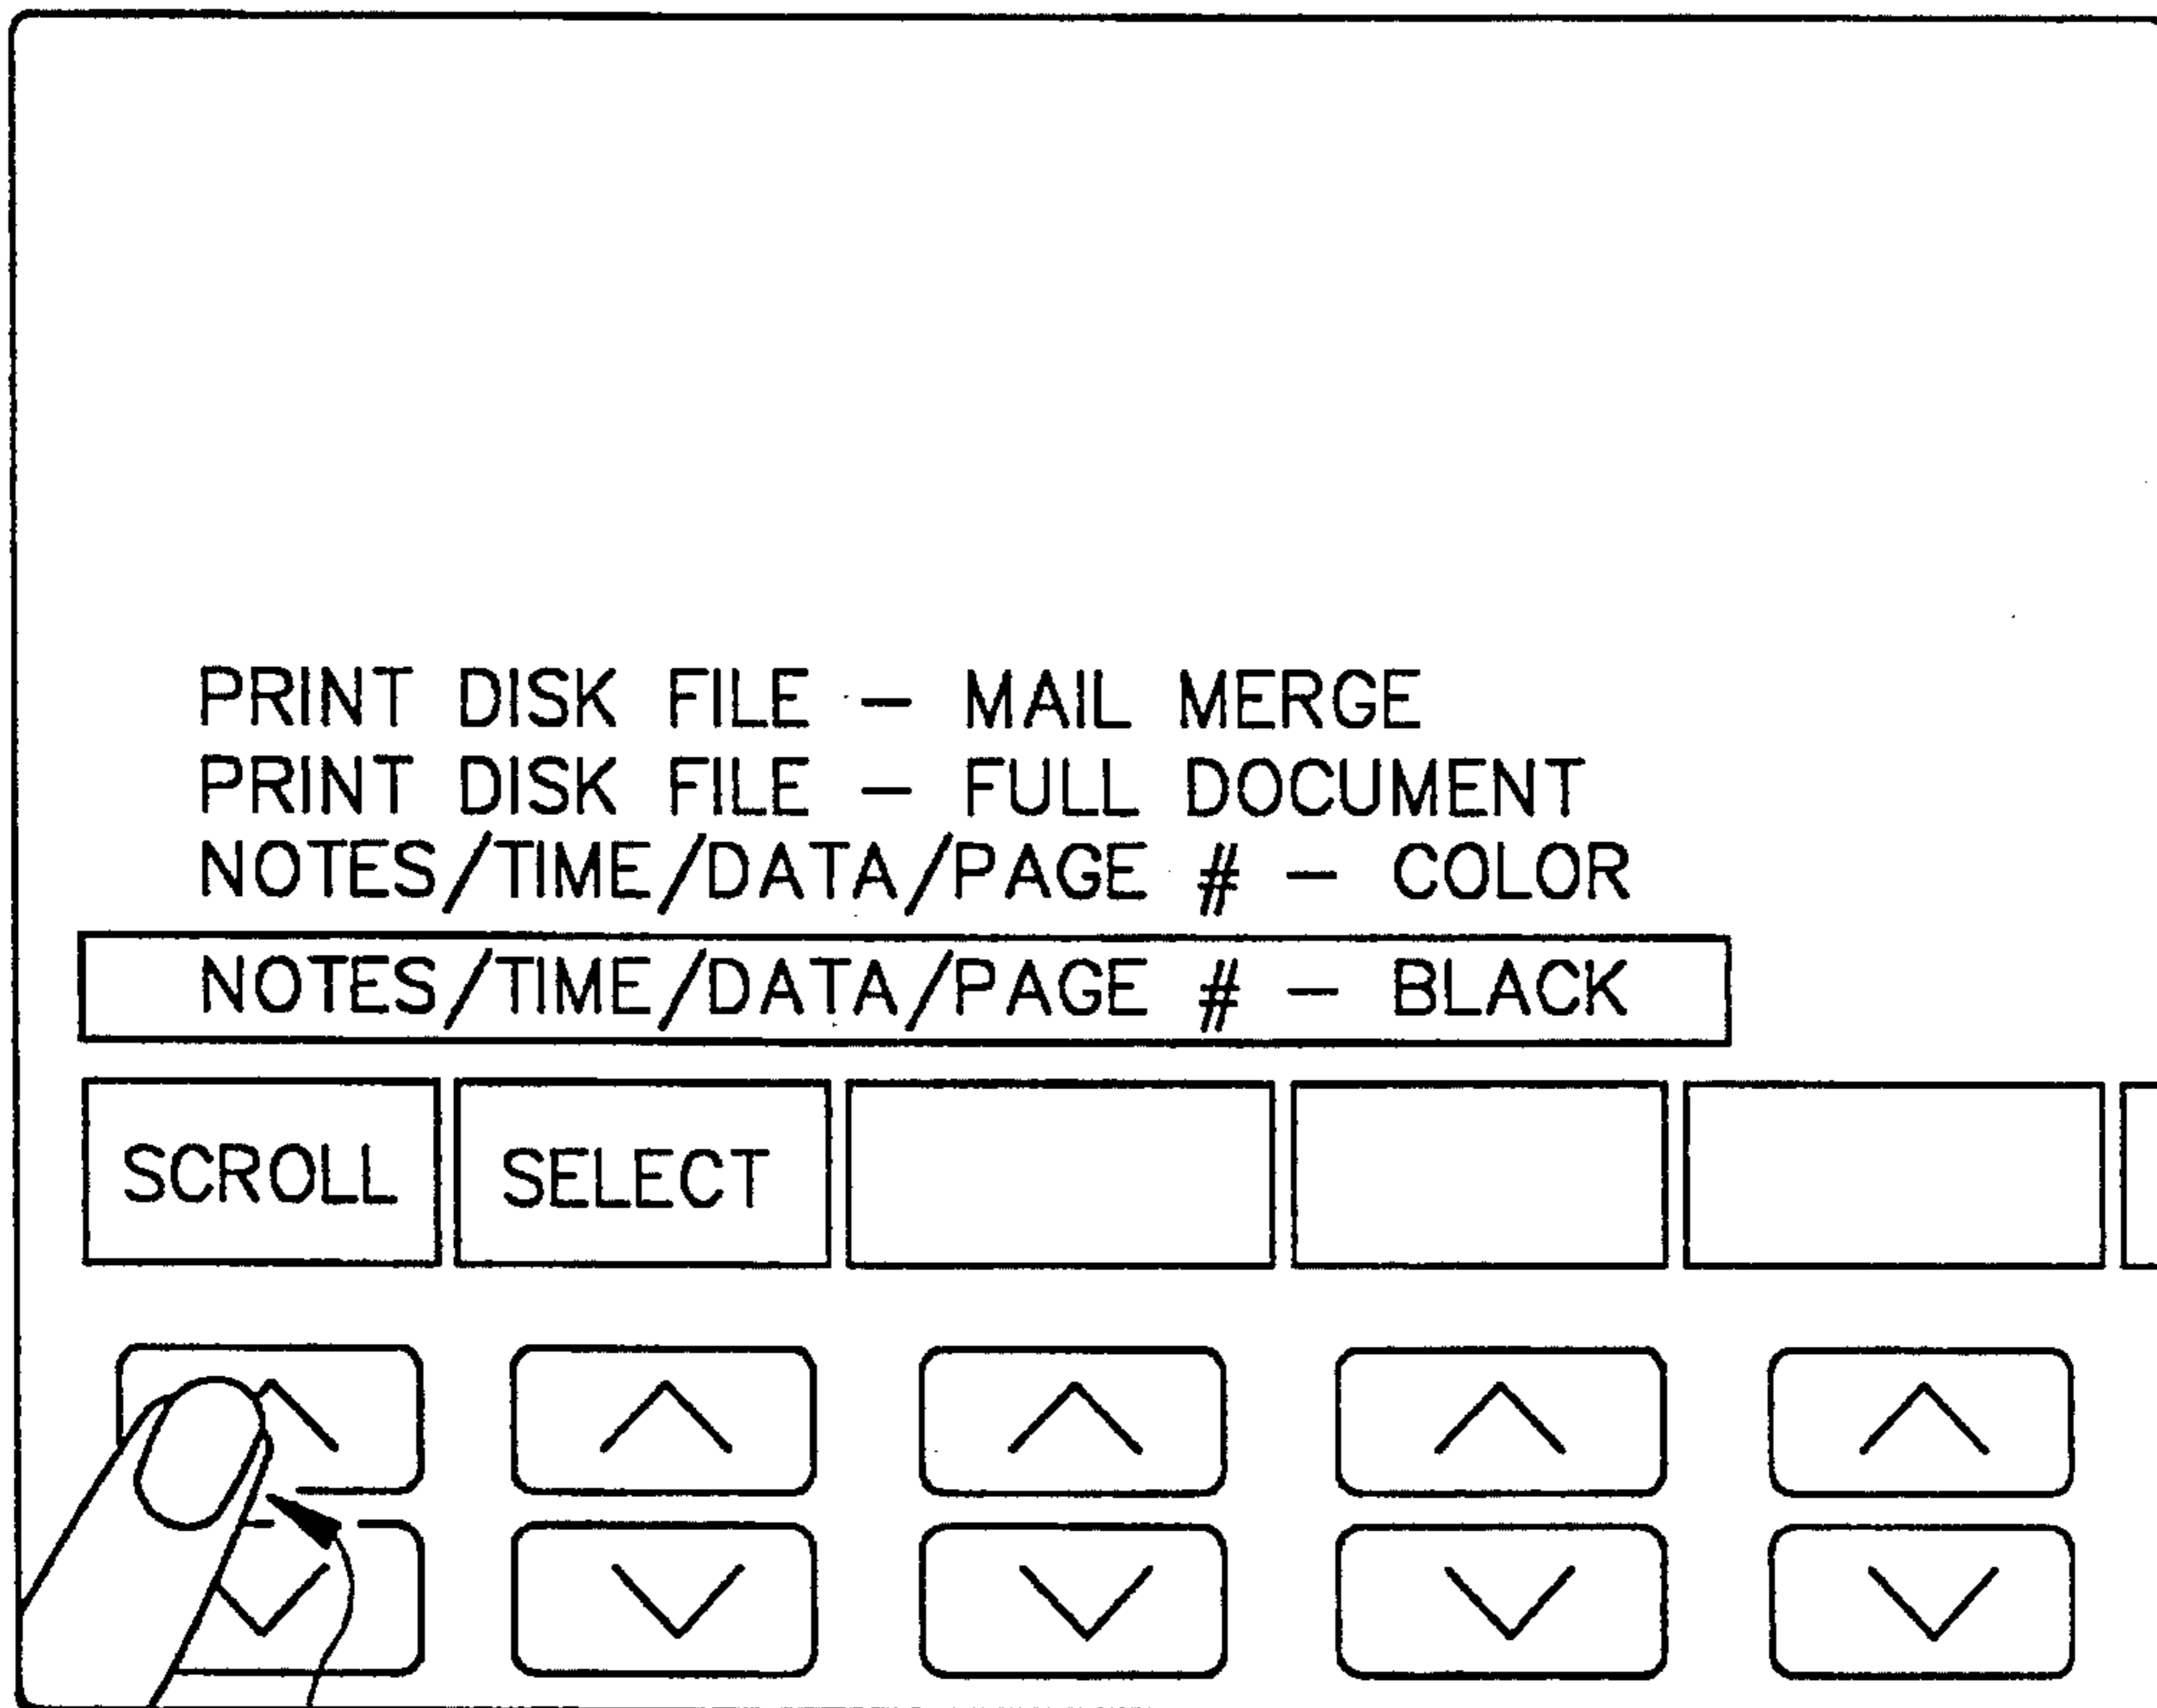 PRINT DISK FILE – MAIL MERGE
PRINT DISK FILE – FULL DOCUMENT
NOTES/TIME/DATA/PAGE # – COLOR
NOTES/TIME/DATA/PAGE # – BLACK
SCROLL SELECT